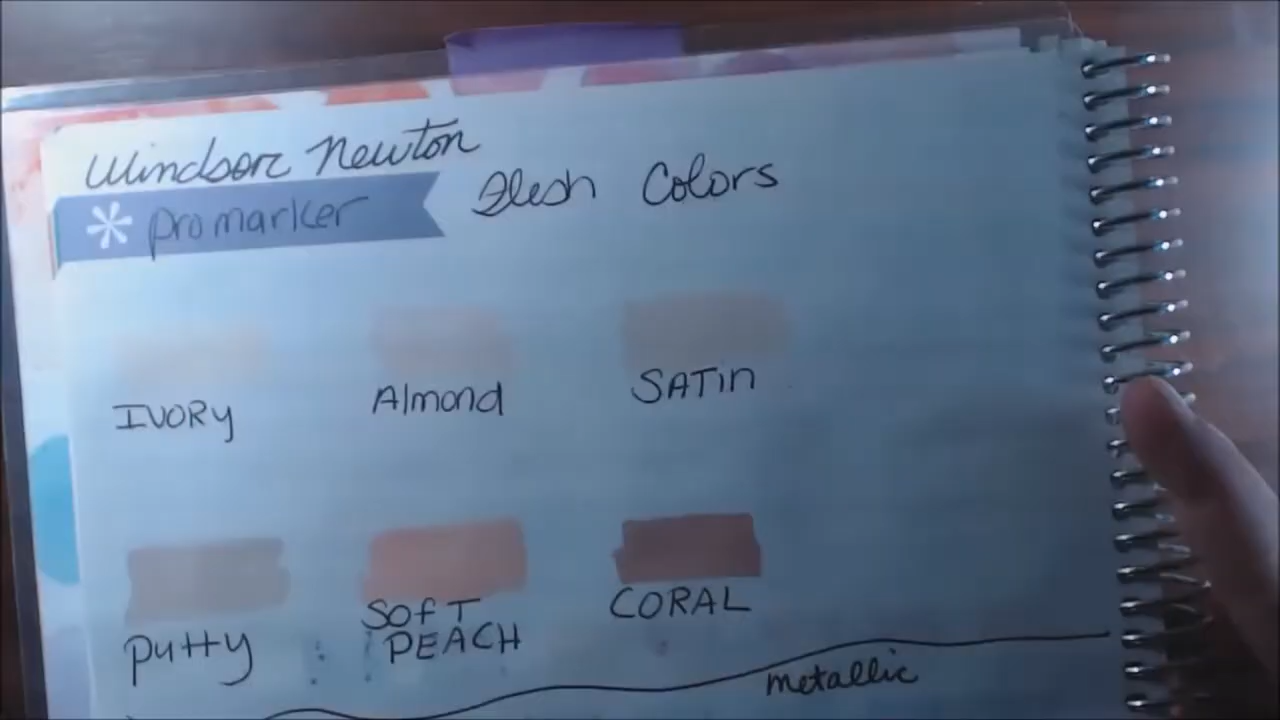 Windsor Newton
* promarker Flesh Colors
IVORY Almond SATIN
Putty SOFT PEACH CORAL
metallic